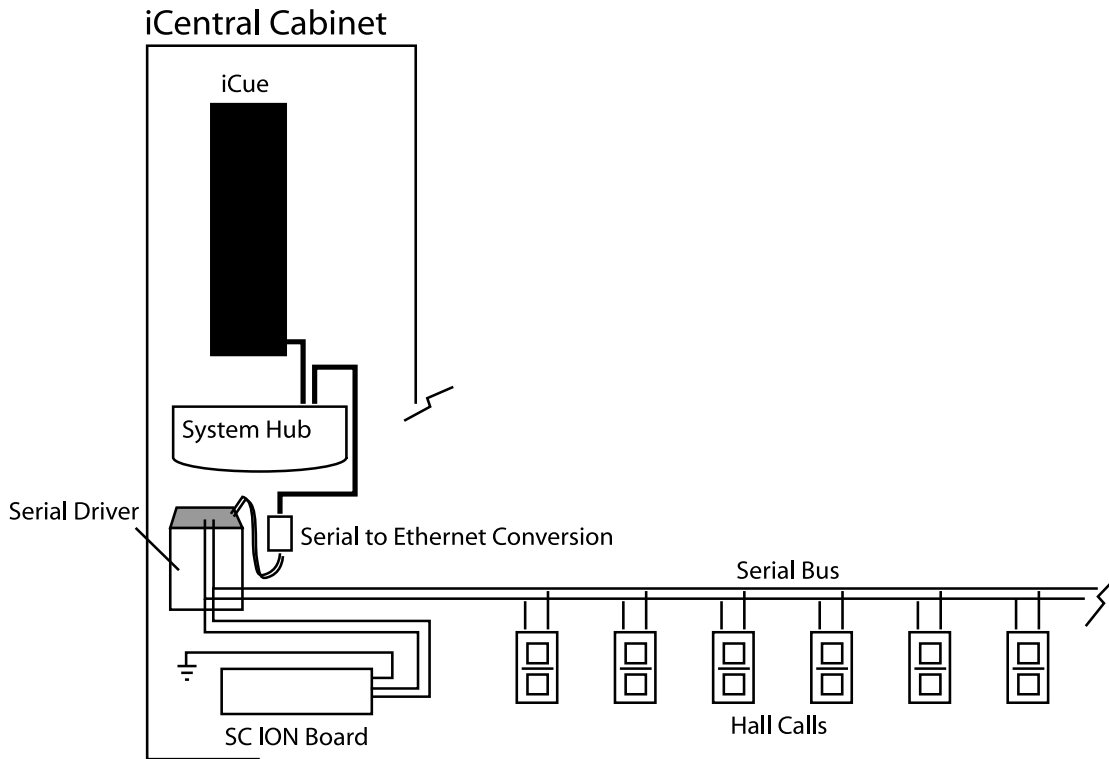 iCentral Cabinet
iCue
System Hub
Serial Driver
Serial to Ethernet Conversion
Serial Bus
Hall Calls
SC ION Board